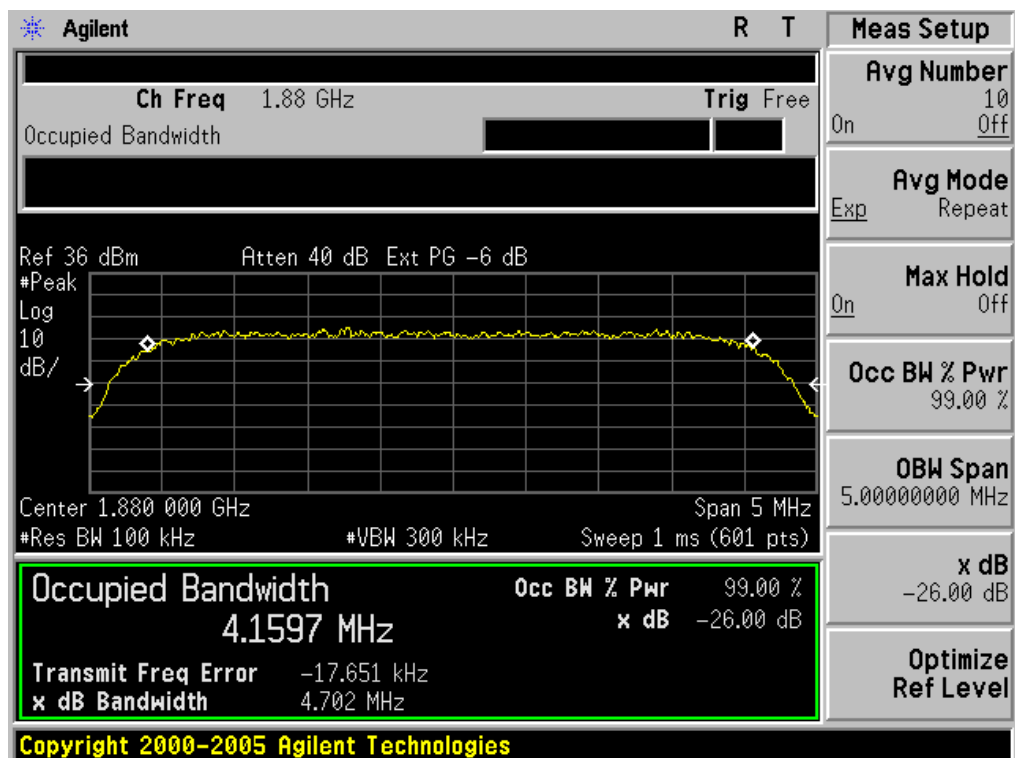 Agilent R T Meas Setup
Ch Freq 1.88 GHz Trig Free
Occupied Bandwidth
Ref 36 dBm Atten 40 dB Ext PG -6 dB
#Peak
Log
10
dB/
Center 1.880 000 GHz Span 5 MHz
#Res BW 100 kHz #VBW 300 kHz Sweep 1 ms (601 pts)
Occupied Bandwidth Occ BW % Pwr 99.00 %
4.1597 MHz x dB -26.00 dB
Transmit Freq Error -17.651 kHz
x dB Bandwidth 4.702 MHz
Avg Number
10
On Off
Avg Mode
Exp Repeat
Max Hold
On Off
Occ BW % Pwr
99.00 %
OBW Span
5.00000000 MHz
x dB
-26.00 dB
Optimize
Ref Level
Copyright 2000-2005 Agilent Technologies